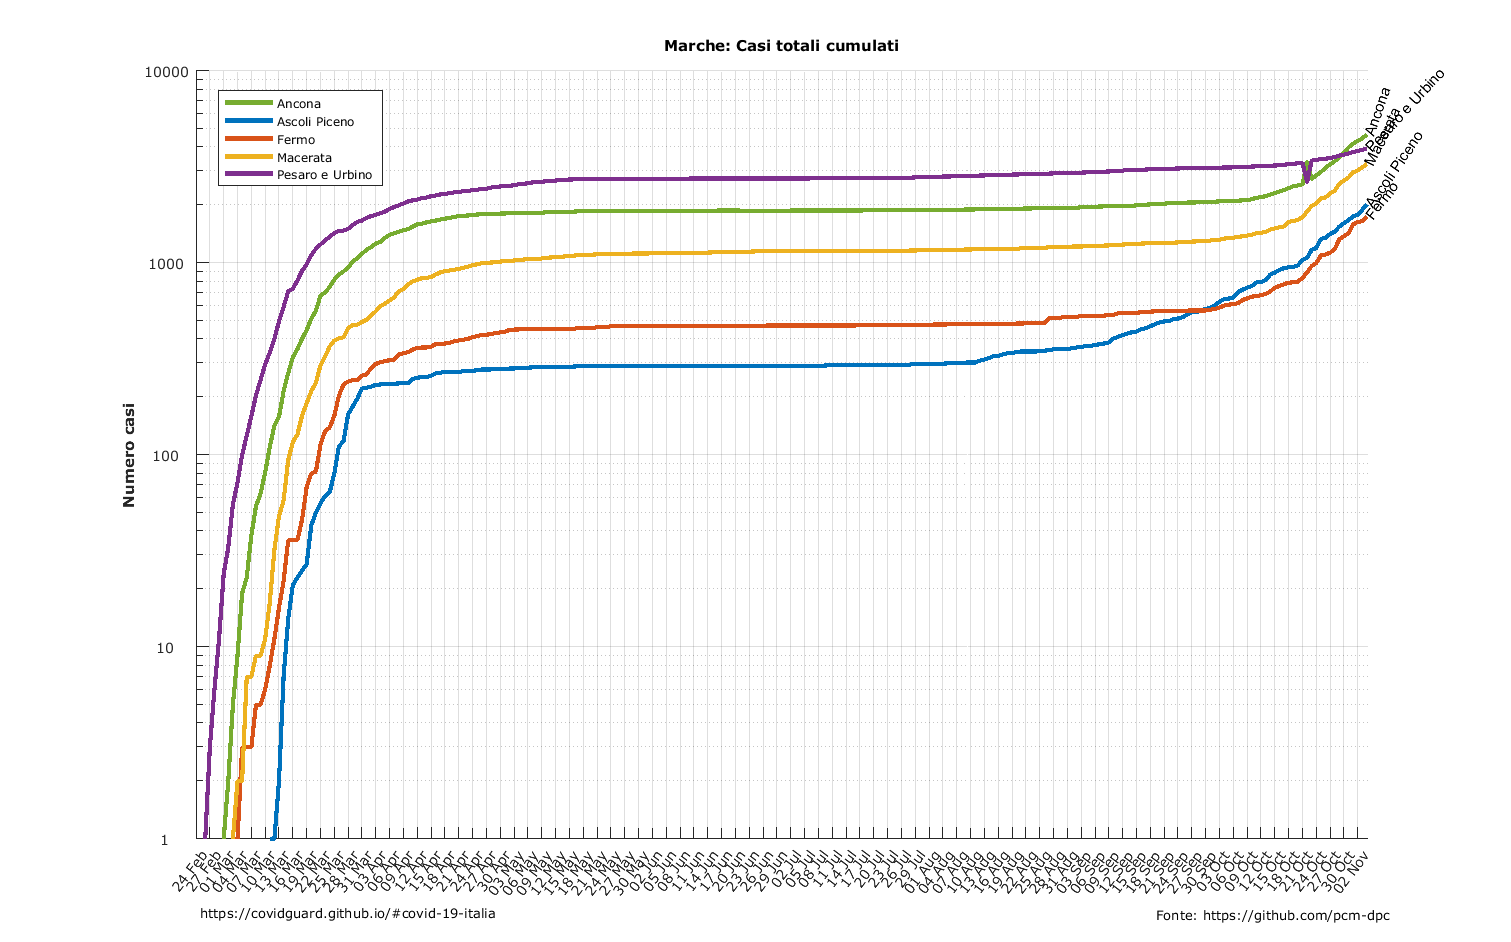 Marche: Casi totali cumulati
10000
1000
100
10
1
Numero casi
Ancona
Ascoli Piceno
Fermo
Macerata
Pesaro e Urbino
Ancona
Pesaro e Urbino
Macerata
Ascoli Piceno
Fermo
24 Feb
27 Feb
01 Mar
04 Mar
07 Mar
10 Mar
13 Mar
16 Mar
19 Mar
22 Mar
25 Mar
28 Mar
31 Mar
03 Apr
06 Apr
09 Apr
12 Apr
15 Apr
18 Apr
21 Apr
24 Apr
27 Apr
30 Apr
03 May
06 May
09 May
12 May
15 May
18 May
21 May
24 May
27 May
30 May
02 Jun
05 Jun
08 Jun
11 Jun
14 Jun
17 Jun
20 Jun
23 Jun
26 Jun
29 Jun
02 Jul
05 Jul
08 Jul
11 Jul
14 Jul
17 Jul
20 Jul
23 Jul
26 Jul
29 Jul
01 Aug
04 Aug
07 Aug
10 Aug
13 Aug
16 Aug
19 Aug
22 Aug
25 Aug
28 Aug
31 Aug
03 Sep
06 Sep
09 Sep
12 Sep
15 Sep
18 Sep
21 Sep
24 Sep
27 Sep
30 Sep
03 Oct
06 Oct
09 Oct
12 Oct
15 Oct
18 Oct
21 Oct
24 Oct
27 Oct
30 Oct
02 Nov
https://covidguard.github.io/#covid-19-italia
Fonte: https://github.com/pcm-dpc